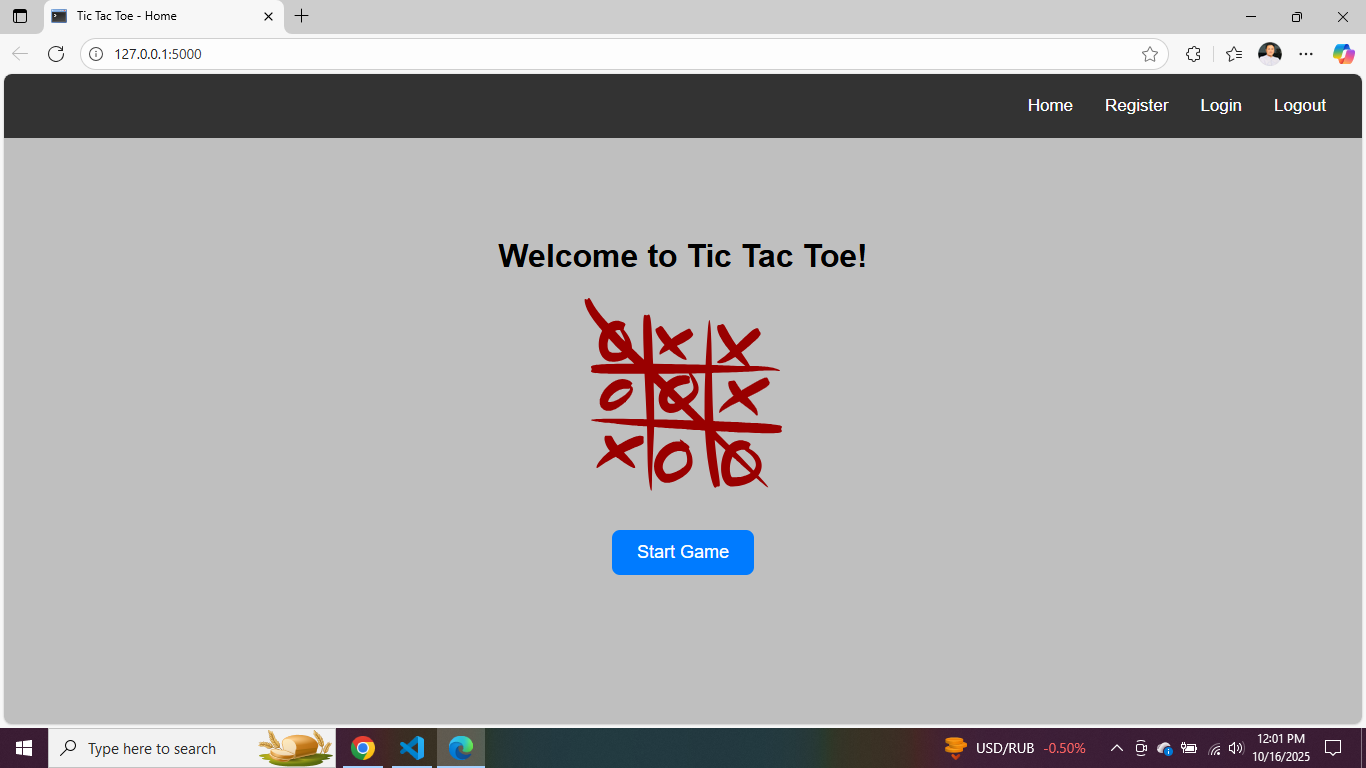 Tic Tac Toe - Home
127.0.0.1:5000
Home Register Login Logout
Welcome to Tic Tac Toe!
O X X
O O X
X O O
Start Game
Type here to search
USD/RUB -0.50%
12:01 PM
10/16/2025